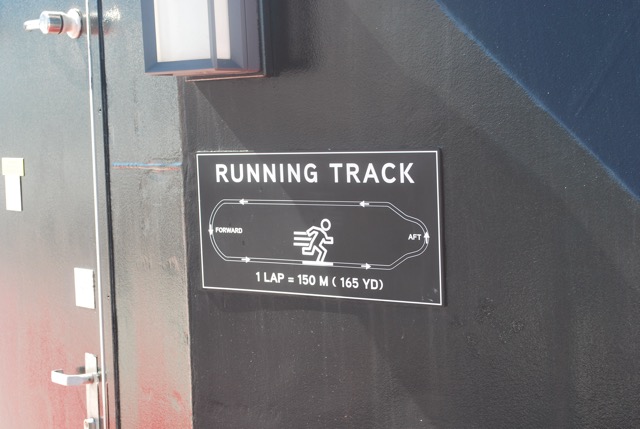 RUNNING TRACK
FORWARD
AFT
1 LAP = 150 M ( 165 YD)